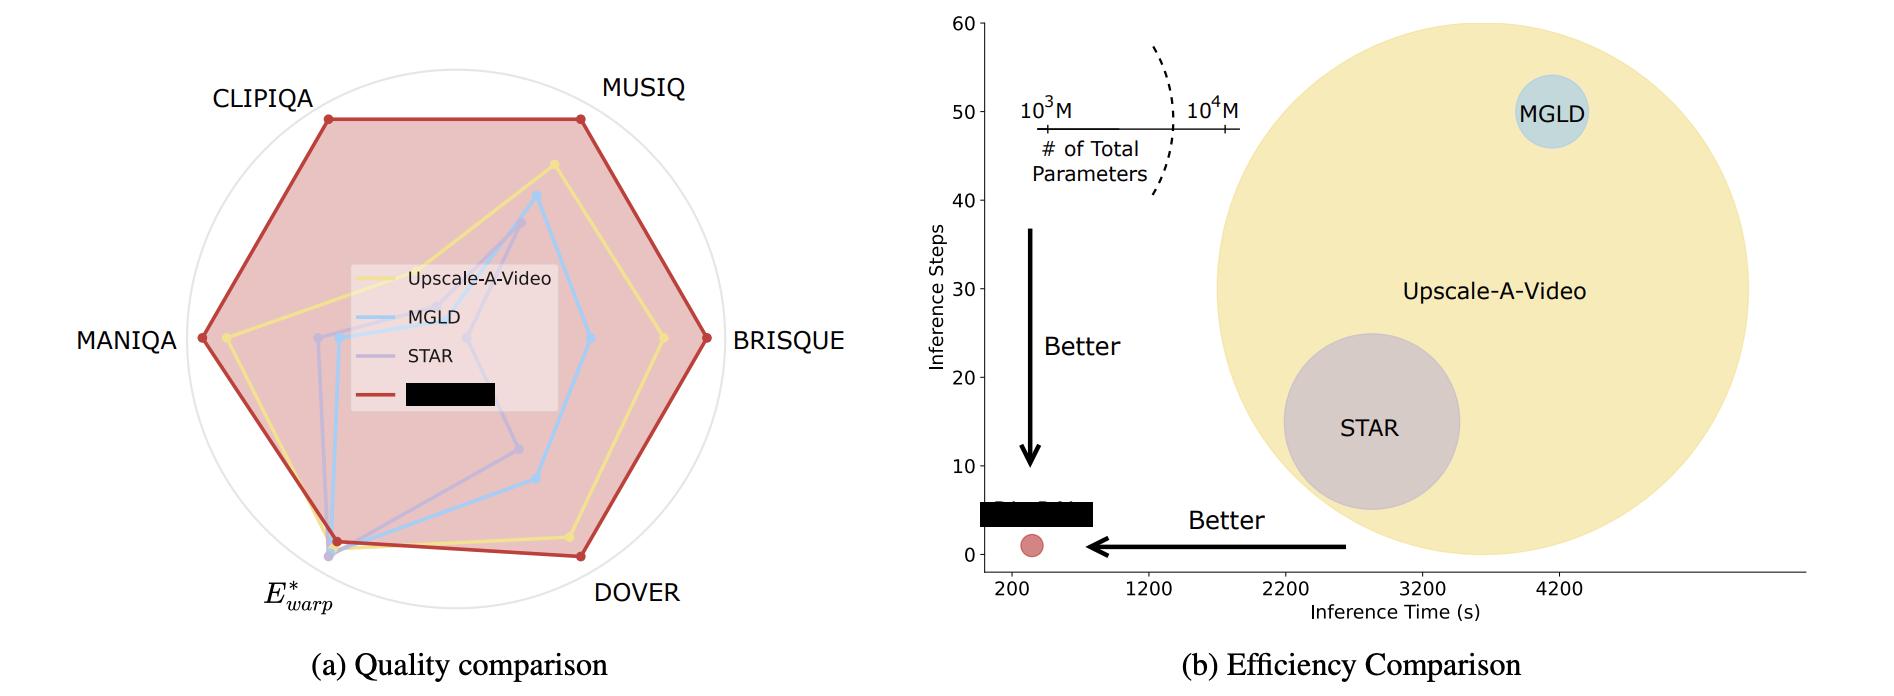 CLIPIQA
MUSIQ
MANIQA
BRISQUE
E*warp
DOVER
Upscale-A-Video
MGLD
STAR
(a) Quality comparison
Inference Steps
60
50
40
30
20
10
0
10³M
10⁴M
# of Total
Parameters
Better
Better
MGLD
Upscale-A-Video
STAR
200 1200 2200 3200 4200
Inference Time (s)
(b) Efficiency Comparison